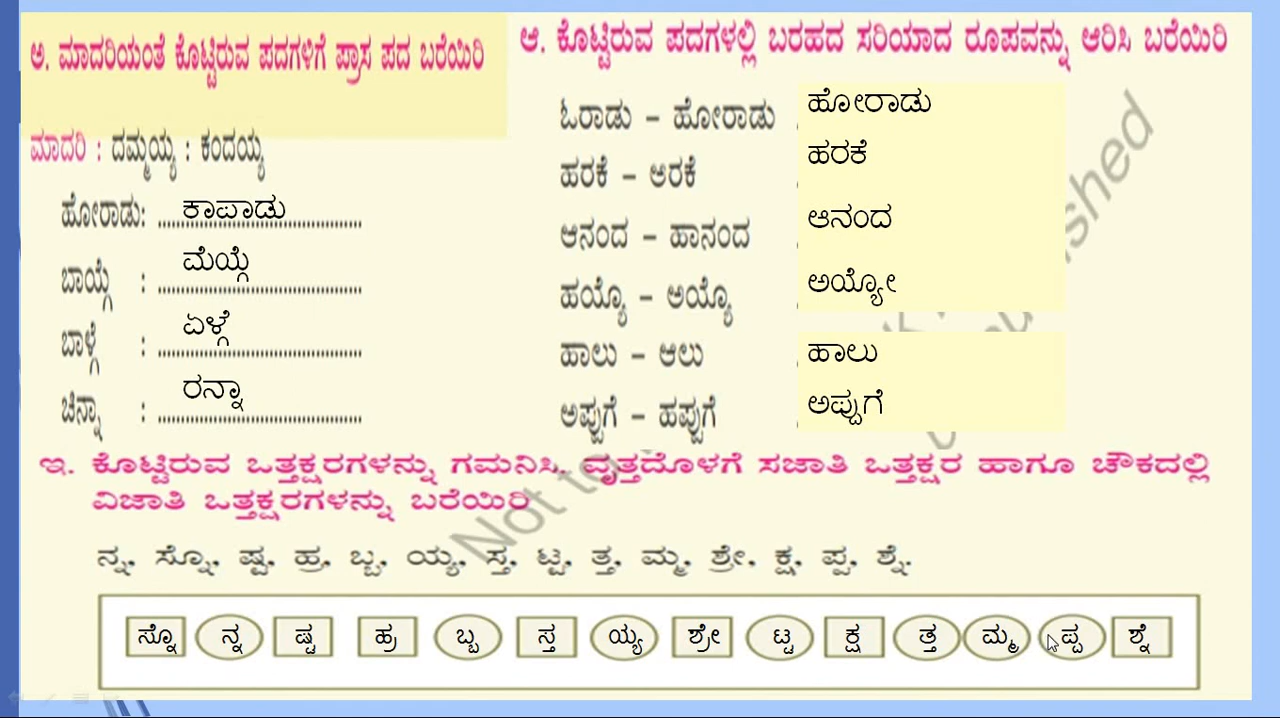 ಅ. ಮಾದರಿಯಂತೆ ಕೊಟ್ಟಿರುವ ಪದಗಳಿಗೆ ಪ್ರಾಸ ಪದ ಬರೆಯಿರಿ
ಮಾದರಿ : ದಮ್ಮಯ್ಯ : ಕಂದಯ್ಯ
ಹೋರಾಡು: ಕಾಪಾಡು
ಬಾಯ್ಗೆ : ಮೆಯ್ಗೆ
ಬಾಳ್ಗೆ : ಏಳ್ಗೆ
ಚಿನ್ನಾ : ರನ್ನಾ
ಆ. ಕೊಟ್ಟಿರುವ ಪದಗಳಲ್ಲಿ ಬರಹದ ಸರಿಯಾದ ರೂಪವನ್ನು ಆರಿಸಿ ಬರೆಯಿರಿ
ಓರಾಡು – ಹೋರಾಡು ಹೋರಾಡು
ಹರಕೆ – ಅರಕೆ ಹರಕೆ
ಆನಂದ – ಹಾನಂದ ಆನಂದ
ಹಯ್ಯೊ – ಅಯ್ಯೊ ಅಯ್ಯೋ
ಹಾಲು – ಆಲು ಹಾಲು
ಅಪ್ಪುಗೆ – ಹಪ್ಪುಗೆ ಅಪ್ಪುಗೆ
ಇ. ಕೊಟ್ಟಿರುವ ಒತ್ತಕ್ಷರಗಳನ್ನು ಗಮನಿಸಿ. ವೃತ್ತದೊಳಗೆ ಸಜಾತಿ ಒತ್ತಕ್ಷರ ಹಾಗೂ ಚೌಕದಲ್ಲಿ
ವಿಜಾತಿ ಒತ್ತಕ್ಷರಗಳನ್ನು ಬರೆಯಿರಿ
ನ್ನ, ಸ್ನೊ, ಷ್ಟ, ಹ್ರ, ಬ್ಬ, ಯ್ಯ, ಸ್ತ, ಟ್ಟ, ತ್ತ, ಮ್ಮ, ಶ್ರೇ, ಕ್ಷ, ಪ್ಪ, ಶ್ನೆ.
ಸ್ನೊ ನ್ನ ಷ್ಟ ಹ್ರ ಬ್ಬ ಸ್ತ ಯ್ಯ ಶ್ರೇ ಟ್ಟ ಕ್ಷ ತ್ತ ಮ್ಮ ಪ್ಪ ಶ್ನೆ
Not to